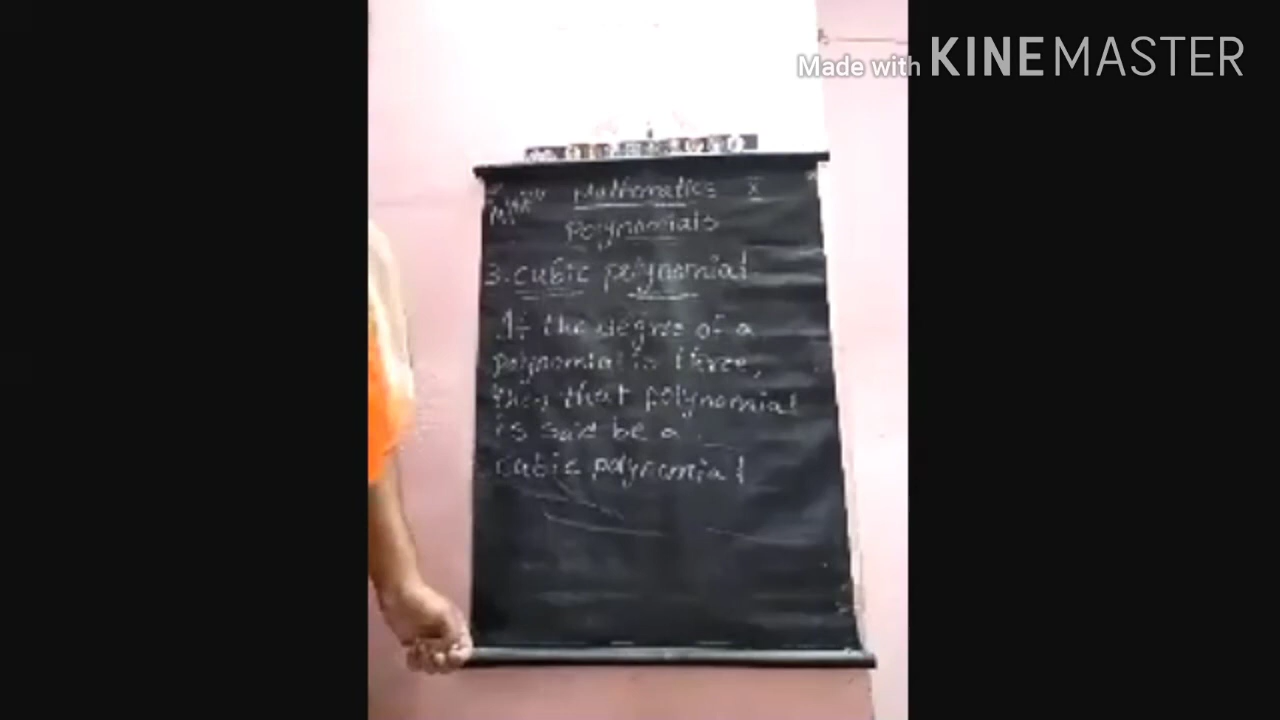 Made with KINEMASTER
Mathematics X
Polynomials
3. cubic polynomial
If the degree of a
polynomial is three,
then that polynomial
is said be a
cubic polynomial